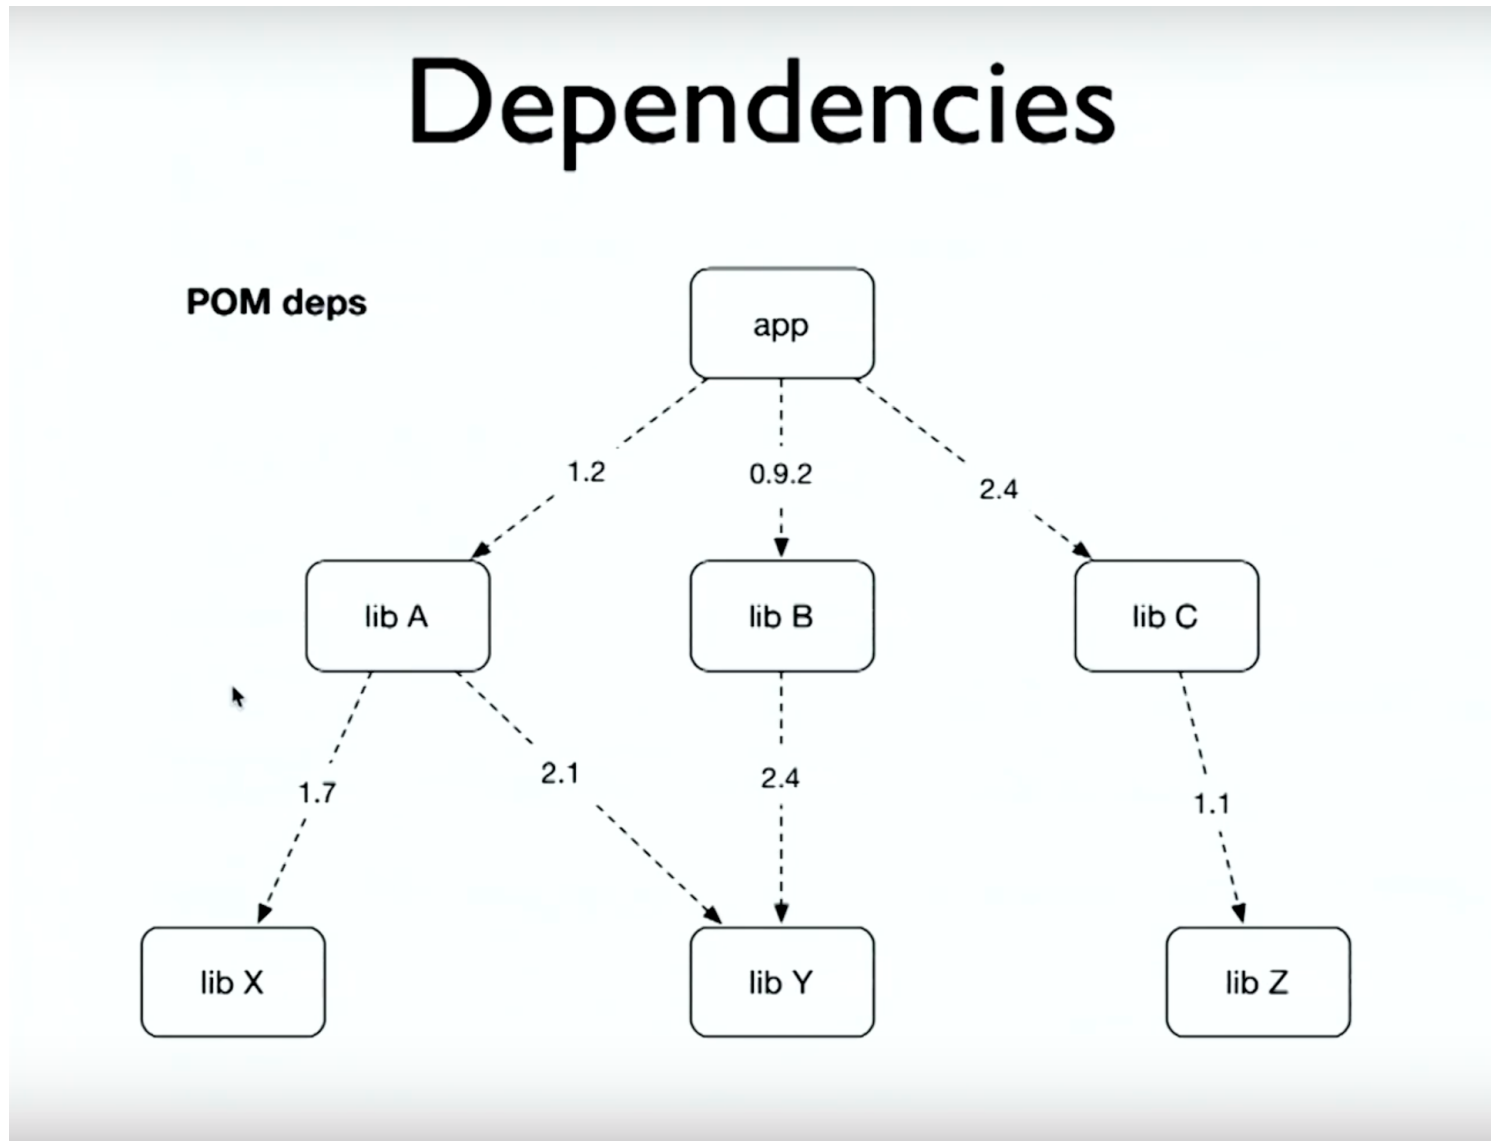 Dependencies
POM deps
app
1.2
0.9.2
2.4
lib A
lib B
lib C
1.7
2.1
2.4
1.1
lib X
lib Y
lib Z